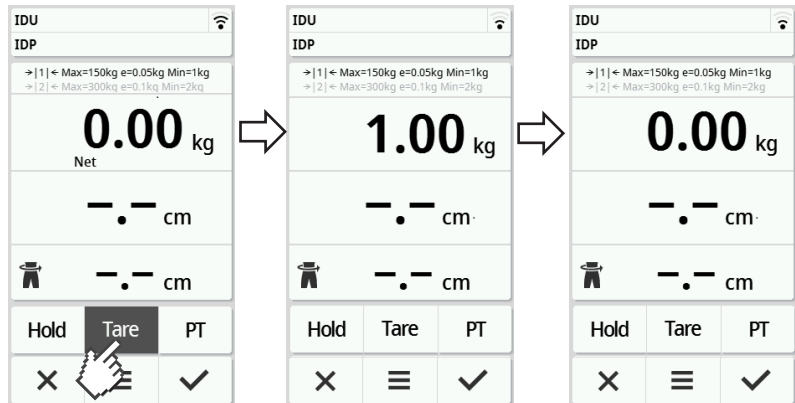 IDU
IDP
→|1|← Max=150kg e=0.05kg Min=1kg
→|2|← Max=300kg e=0.1kg Min=2kg
0.00 kg
Net
-.- cm
-.- cm
Hold Tare PT
IDU
IDP
→|1|← Max=150kg e=0.05kg Min=1kg
→|2|← Max=300kg e=0.1kg Min=2kg
1.00 kg
-.- cm
-.- cm
Hold Tare PT
IDU
IDP
→|1|← Max=150kg e=0.05kg Min=1kg
→|2|← Max=300kg e=0.1kg Min=2kg
0.00 kg
-.- cm
-.- cm
Hold Tare PT